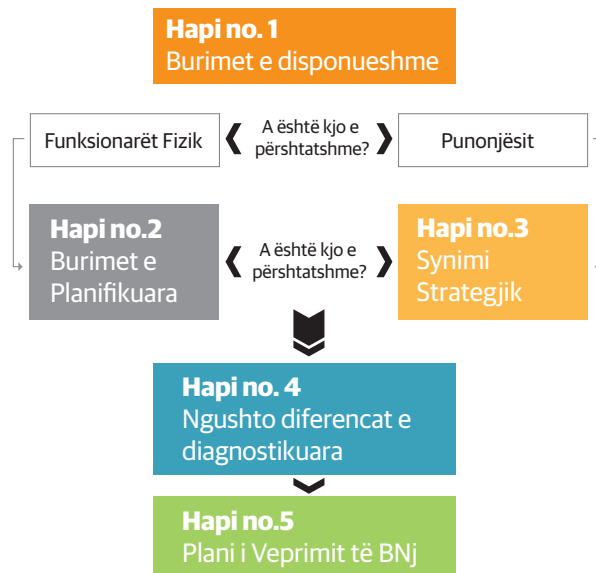 Hapi no. 1
Burimet e disponueshme
Funksionarët Fizik
A është kjo e
përshtatshme?
Punonjësit
Hapi no.2
Burimet e
Planifikuara
A është kjo e
përshtatshme?
Hapi no.3
Synimi
Strategjik
Hapi no. 4
Ngushto diferencat e
diagnostikuara
Hapi no.5
Plani i Veprimit të BNj